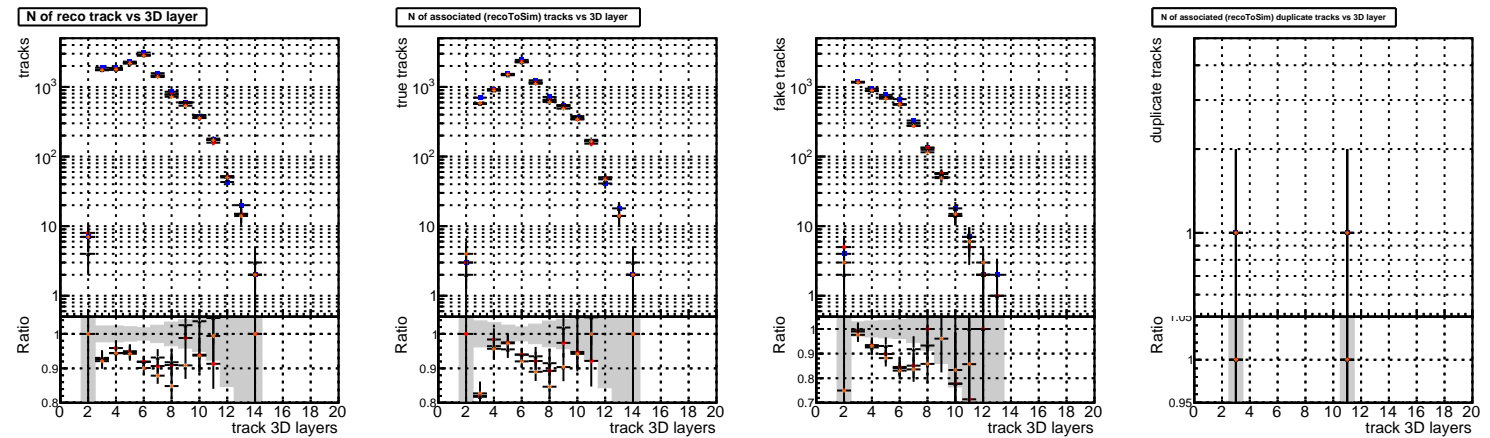 N of reco track vs 3D layer
tracks
10³
10²
10
1
Ratio
1
0.9
0.8
0 2 4 6 8 10 12 14 16 18 20
track 3D layers
N of associated (recoToSim) tracks vs 3D layer
true tracks
10³
10²
10
1
Ratio
1
0.9
0.8
0 2 4 6 8 10 12 14 16 18 20
track 3D layers
fake tracks
10³
10²
10
1
Ratio
1
0.9
0.8
0.7
0 2 4 6 8 10 12 14 16 18 20
track 3D layers
N of associated (recoToSim) duplicate tracks vs 3D layer
duplicate tracks
1
Ratio
1.05
1
0.95
0 2 4 6 8 10 12 14 16 18 20
track 3D layers